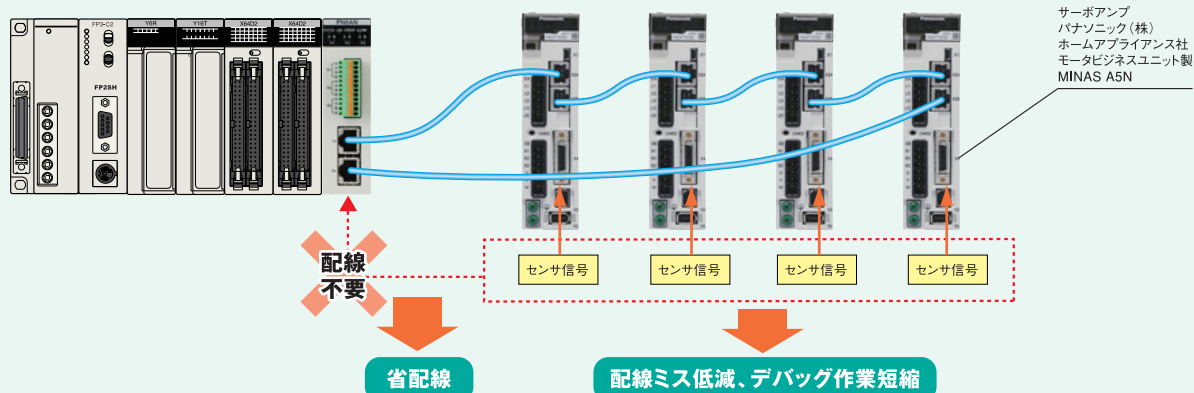 FP2-C2
Y6R
Y16T
X64D2
X64D2
FP2SH
Panasonic
Panasonic
Panasonic
Panasonic
サーボアンプ
パナソニック(株)
ホームアプライアンス社
モータビジネスユニット製
MINAS A5N
配線
不要
センサ信号
センサ信号
センサ信号
センサ信号
省配線
配線ミス低減、デバッグ作業短縮